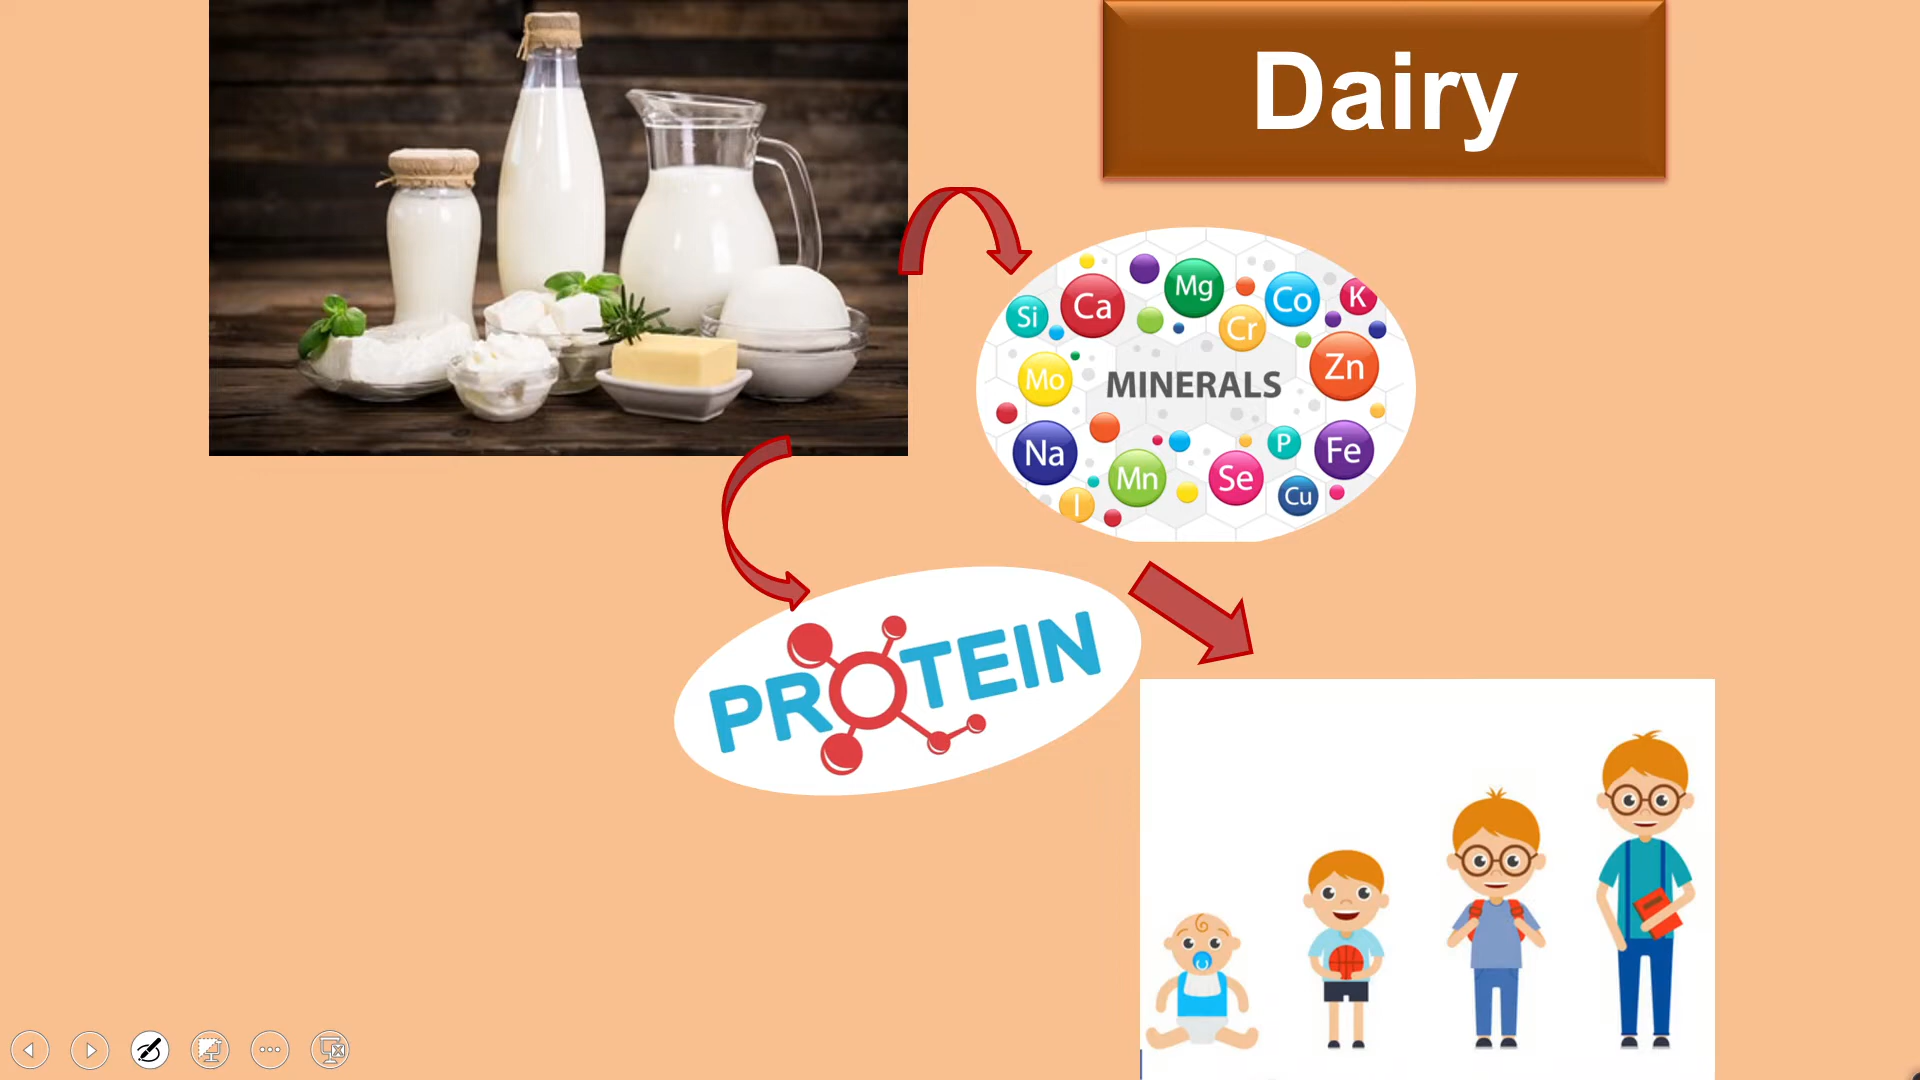 Dairy
Si
Ca
Mg
Co
K
Cr
Zn
Mo
MINERALS
Na
Mn
Se
P
Fe
I
Cu
PROTEIN